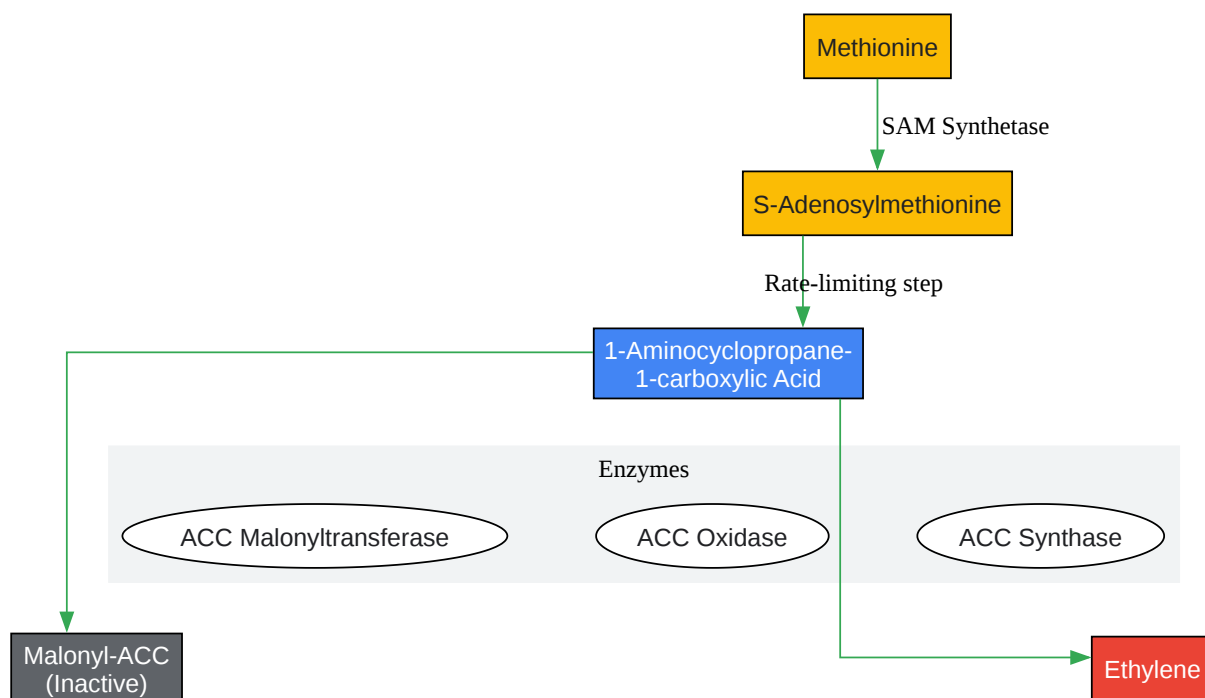 Methionine
SAM Synthetase
S-Adenosylmethionine
Rate-limiting step
1-Aminocyclopropane-
1-carboxylic Acid
Enzymes
ACC Malonyltransferase
ACC Oxidase
ACC Synthase
Malonyl-ACC
(Inactive)
Ethylene